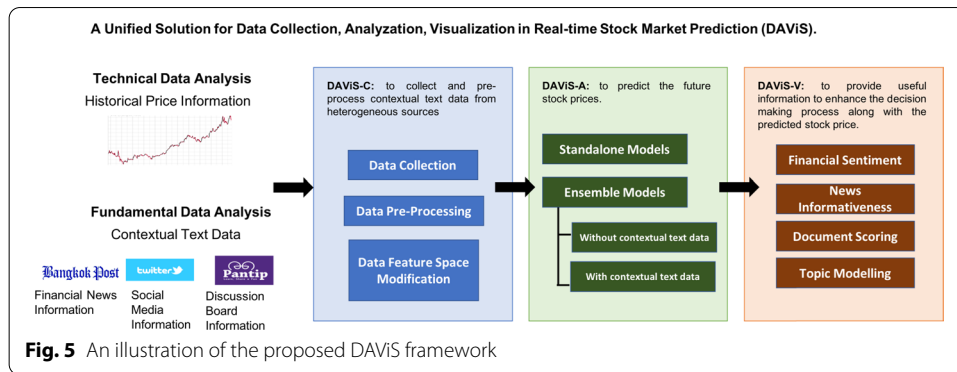 A Unified Solution for Data Collection, Analyzation, Visualization in Real-time Stock Market Prediction (DAViS).
Technical Data Analysis
Historical Price Information
Fundamental Data Analysis
Contextual Text Data
Bangkok Post
Financial News
Information
twitter
Social
Media
Information
Pantip
Discussion
Board
Information
DAViS-C: to collect and pre-
process contextual text data from
heterogeneous sources
Data Collection
Data Pre-Processing
Data Feature Space
Modification
DAViS-A: to predict the future
stock prices.
Standalone Models
Ensemble Models
Without contextual text data
With contextual text data
DAViS-V: to provide useful
information to enhance the decision
making process along with the
predicted stock price.
Financial Sentiment
News
Informativeness
Document Scoring
Topic Modelling
Fig. 5 An illustration of the proposed DAViS framework